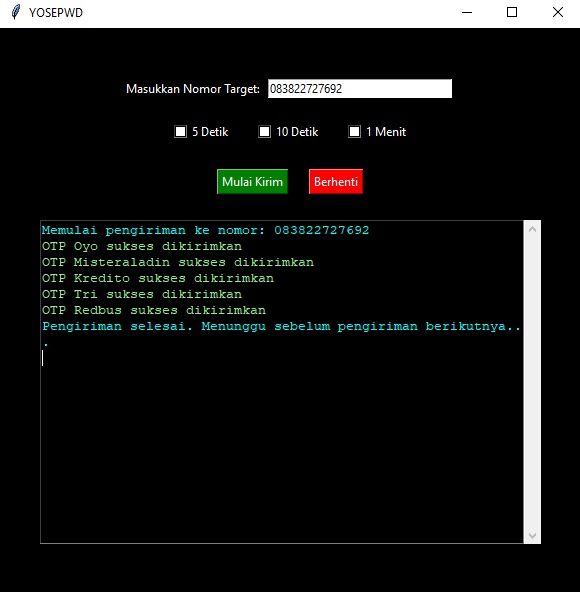 YOSEPWD
Masukkan Nomor Target: 083822727692
5 Detik 10 Detik 1 Menit
Mulai Kirim Berhenti
Memulai pengiriman ke nomor: 083822727692
OTP Oyo sukses dikirimkan
OTP Misteraladin sukses dikirimkan
OTP Kredito sukses dikirimkan
OTP Tri sukses dikirimkan
OTP Redbus sukses dikirimkan
Pengiriman selesai. Menunggu sebelum pengiriman berikutnya..
.